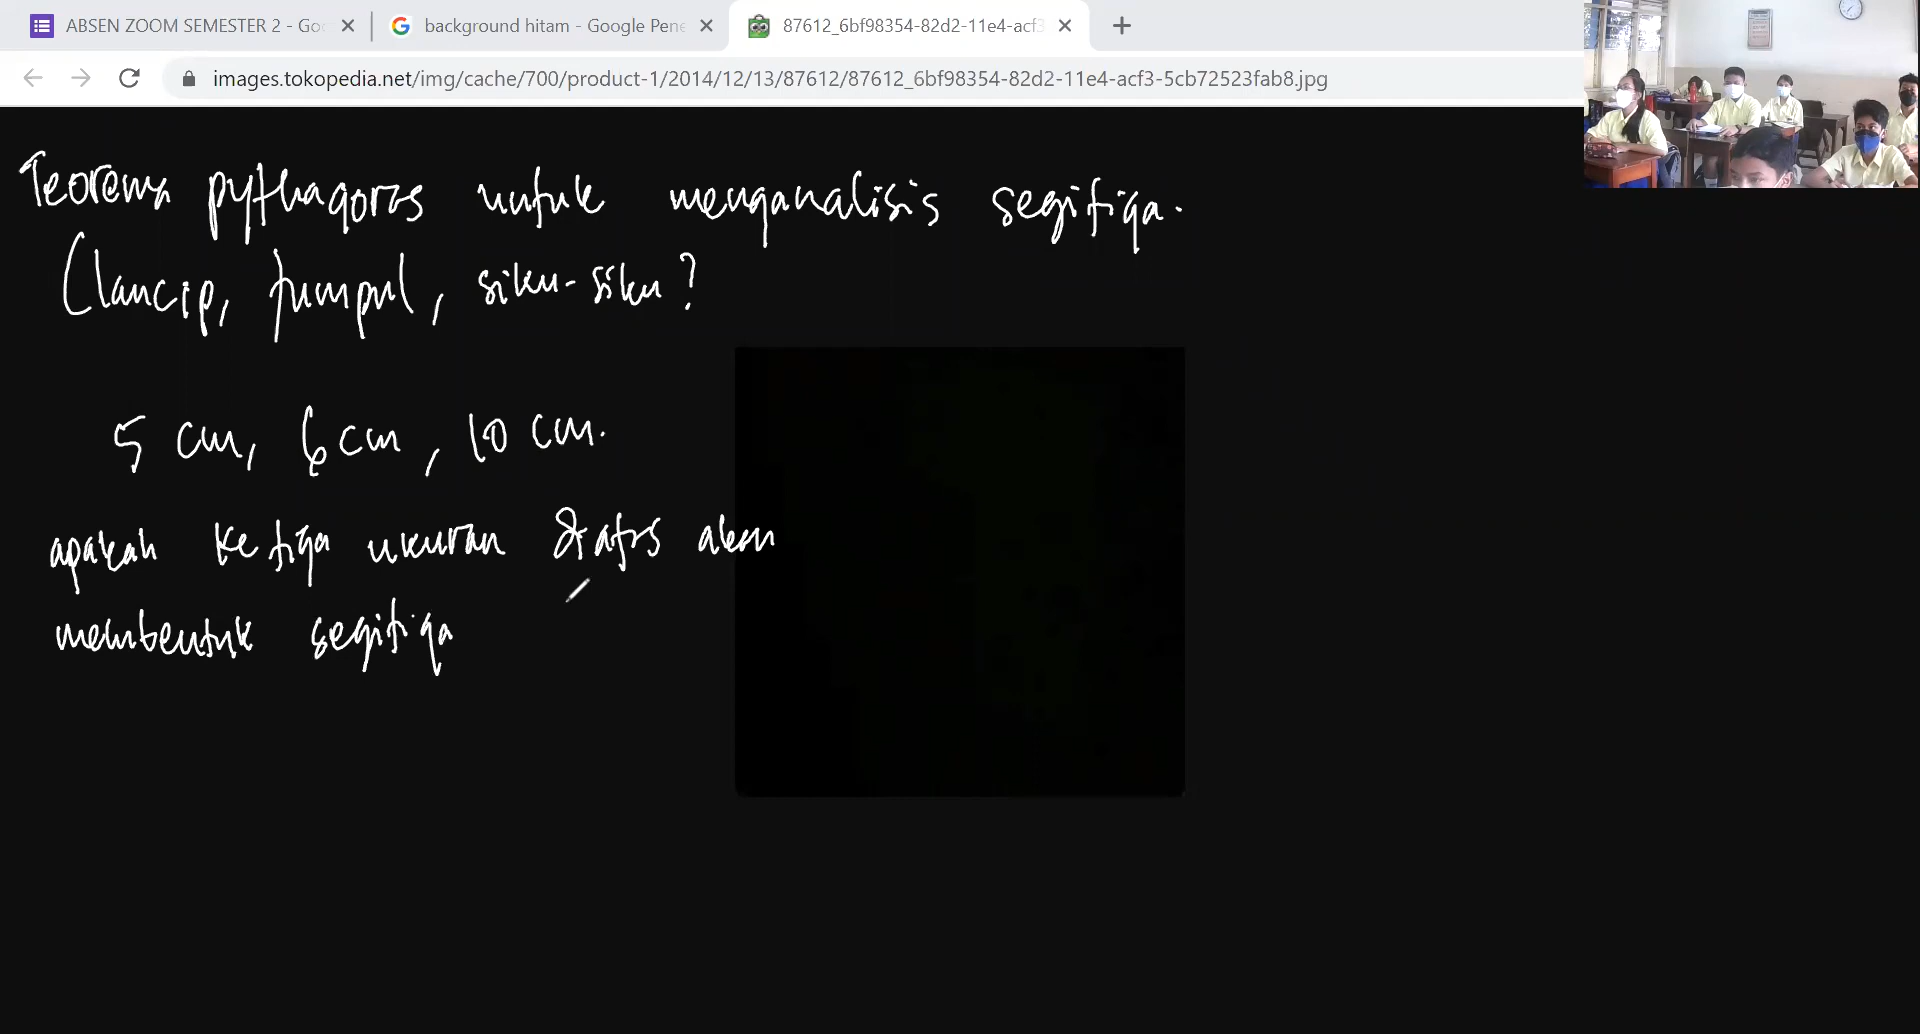 ABSEN ZOOM SEMESTER 2 - Goo
background hitam - Google Pene
87612_6bf98354-82d2-11e4-acf3
images.tokopedia.net/img/cache/700/product-1/2014/12/13/87612/87612_6bf98354-82d2-11e4-acf3-5cb72523fab8.jpg
Teorema pythagoras untuk menganalisis segitiga.
(lancip, tumpul, siku-siku?
5 cm, 6 cm, 10 cm.
apakah ketiga ukuran diatas akan
membentuk segitiga